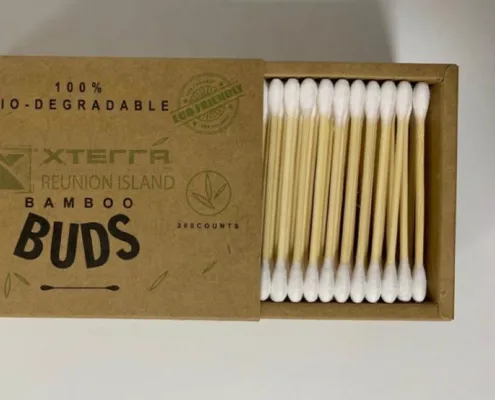 100%
IO-DEGRADABLE
ECO FRIENDLY
XTERRA
REUNION ISLAND
BAMBOO
BUDS
200COUNTS